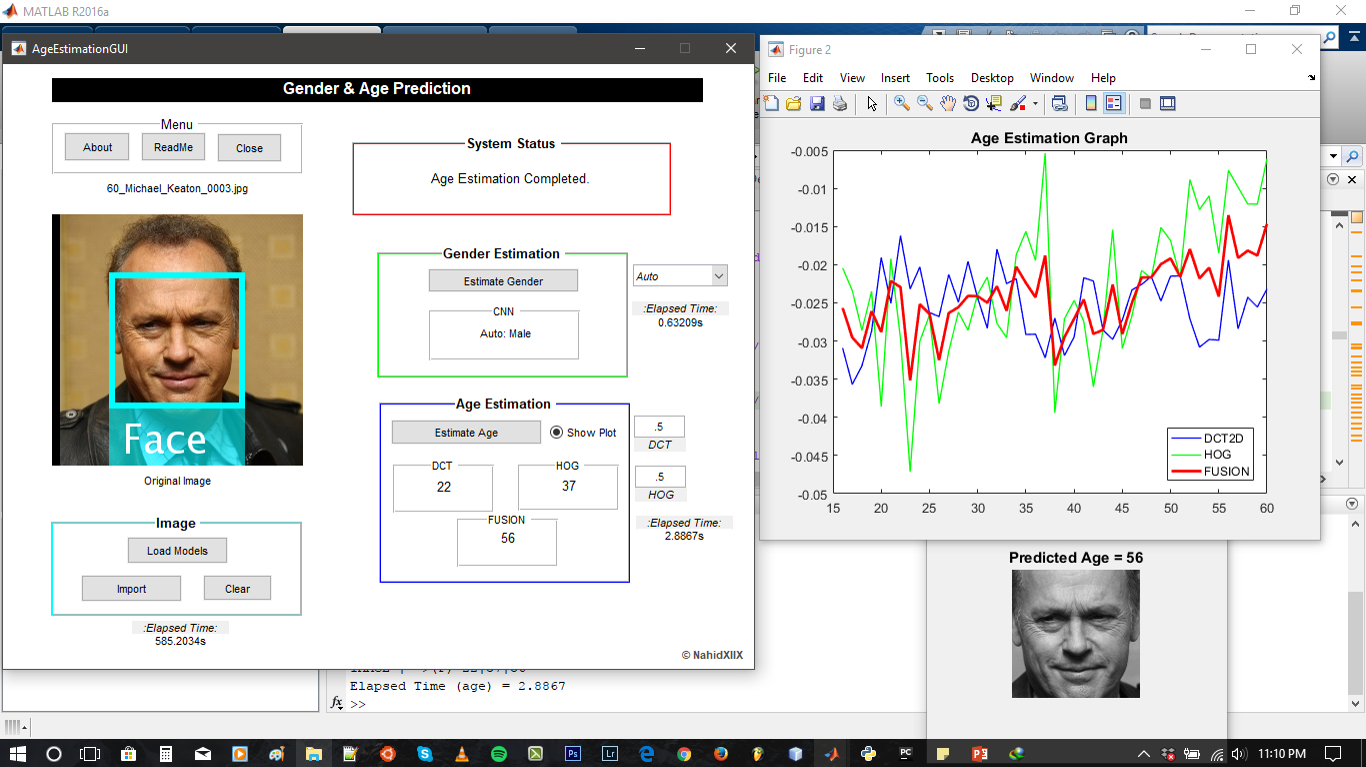 MATLAB R2016a
AgeEstimationGUI
Gender & Age Prediction
Menu
About
ReadMe
Close
60_Michael_Keaton_0003.jpg
Face
Original Image
Image
Load Models
Import
Clear
:Elapsed Time:
585.2034s
System Status
Age Estimation Completed.
Gender Estimation
Estimate Gender
CNN
Auto: Male
Auto
:Elapsed Time:
0.63209s
Age Estimation
Estimate Age
Show Plot
DCT
22
HOG
37
FUSION
56
.5
DCT
.5
HOG
:Elapsed Time:
2.8867s
© NahidXIIX
Figure 2
File Edit View Insert Tools Desktop Window Help
Age Estimation Graph
-0.005
-0.01
-0.015
-0.02
-0.025
-0.03
-0.035
-0.04
-0.045
-0.05
15 20 25 30 35 40 45 50 55 60
DCT2D
HOG
FUSION
Predicted Age = 56
Elapsed Time (age) = 2.8867
fx >>
11:10 PM